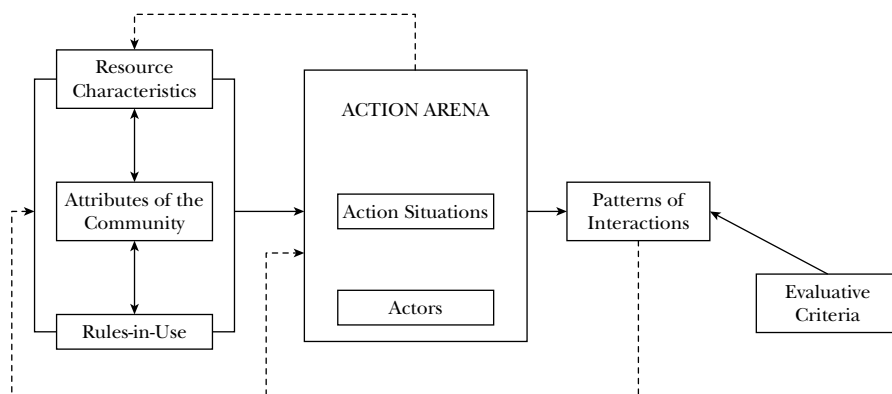 Resource
Characteristics
Attributes of the
Community
Rules-in-Use
ACTION ARENA
Action Situations
Actors
Patterns of
Interactions
Evaluative
Criteria